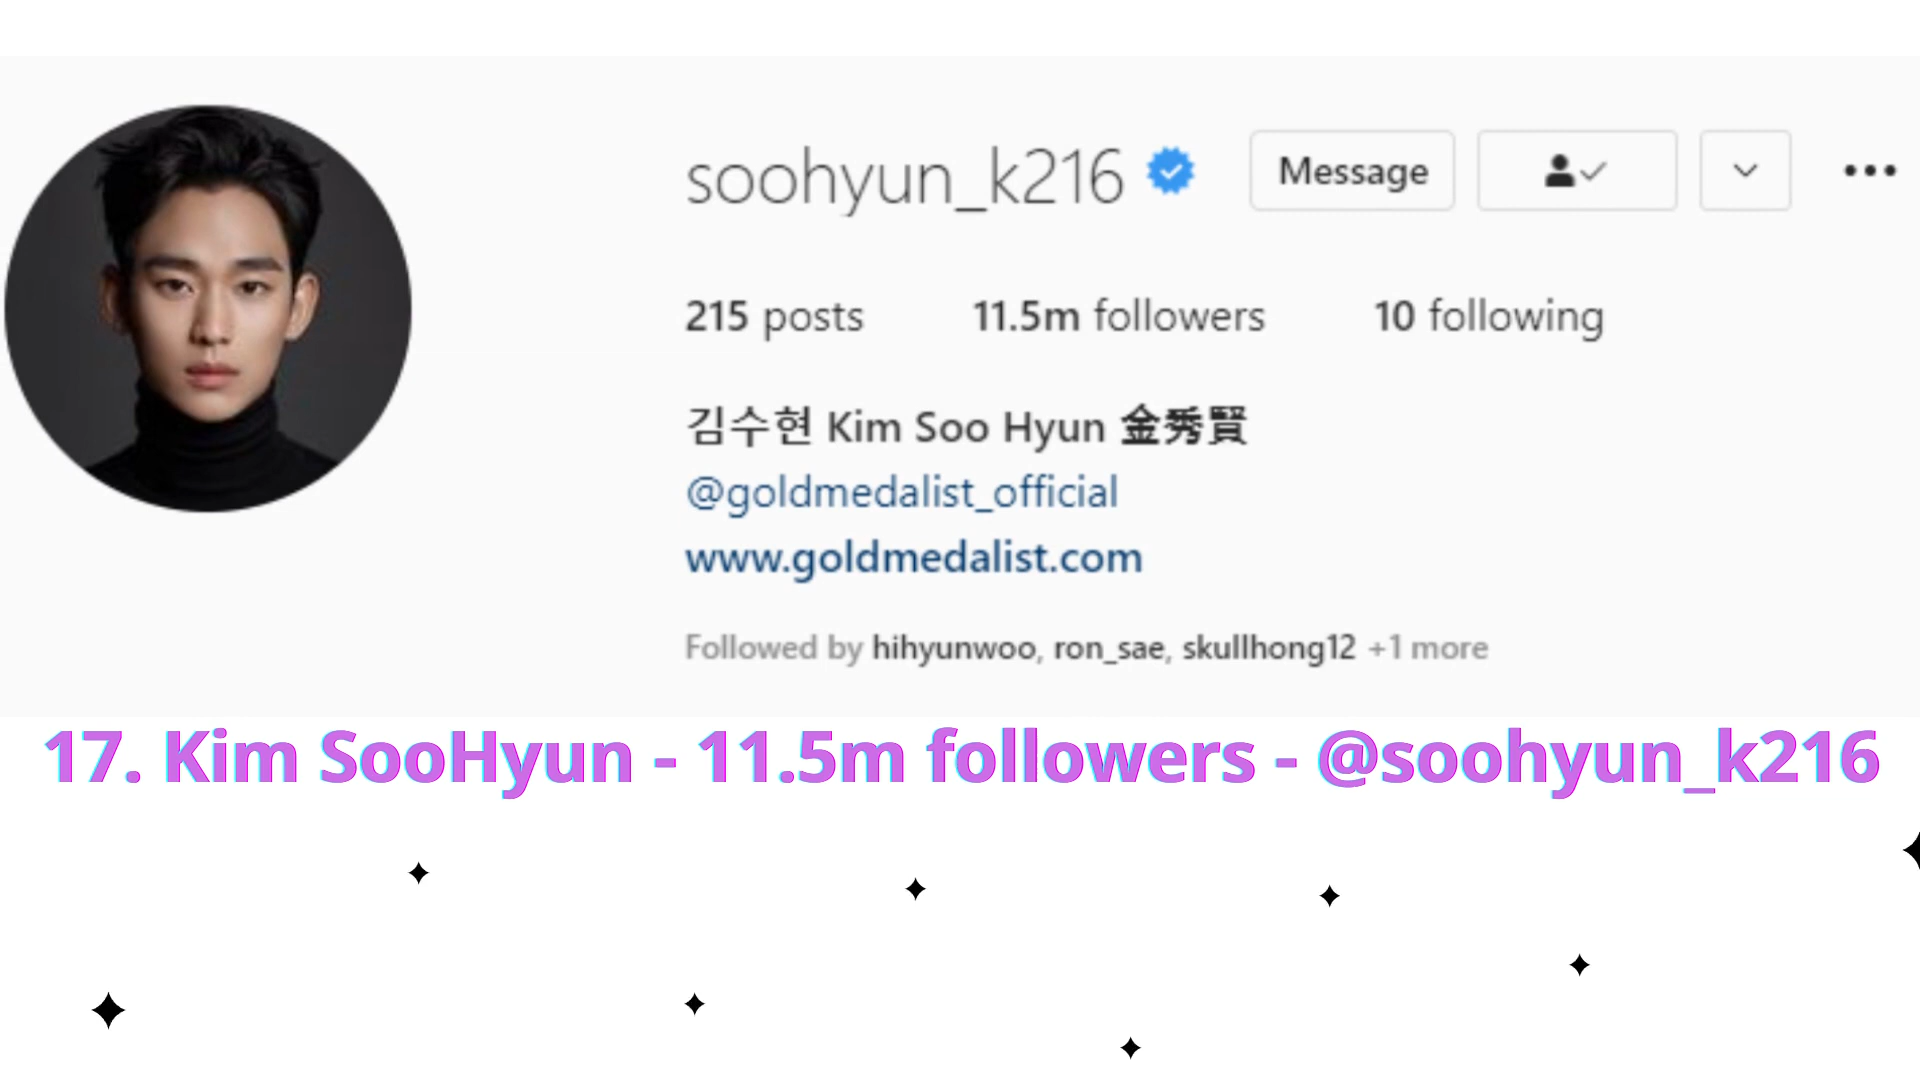 soohyun_k216 Message
215 posts 11.5m followers 10 following
김수현 Kim Soo Hyun 金秀賢
@goldmedalist_official
www.goldmedalist.com
Followed by hihyunwoo, ron_sae, skullhong12 +1 more
17. Kim SooHyun - 11.5m followers - @soohyun_k216